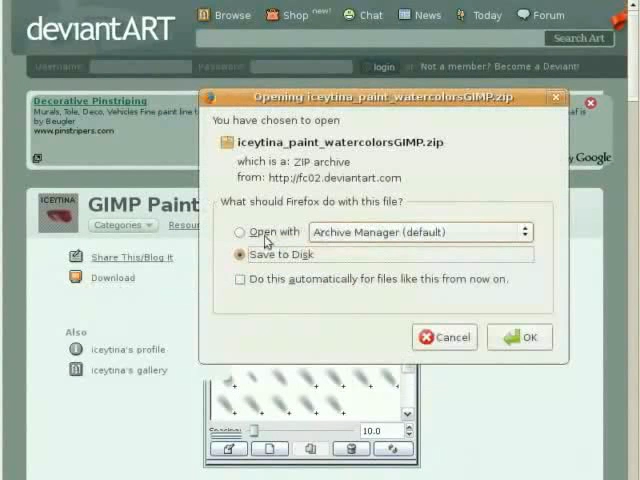 deviantART
Browse Shop new! Chat News Today Forum
Search Art
Username: Password: login or Not a member? Become a Deviant!
Decorative Pinstriping
Murals, Tole, Deco, Vehicles Fine paint line t
by Beugler
www.pinstripers.com
by Google
Opening iceytina_paint_watercolorsGIMP.zip
You have chosen to open
iceytina_paint_watercolorsGIMP.zip
which is a: ZIP archive
from: http://fc02.deviantart.com
What should Firefox do with this file?
Open with Archive Manager (default)
Save to Disk
Do this automatically for files like this from now on.
Cancel OK
ICEYTINA
GIMP Paint
Categories
Share This/Blog It
Download
Also
iceytina's profile
iceytina's gallery
Spacing: 10.0